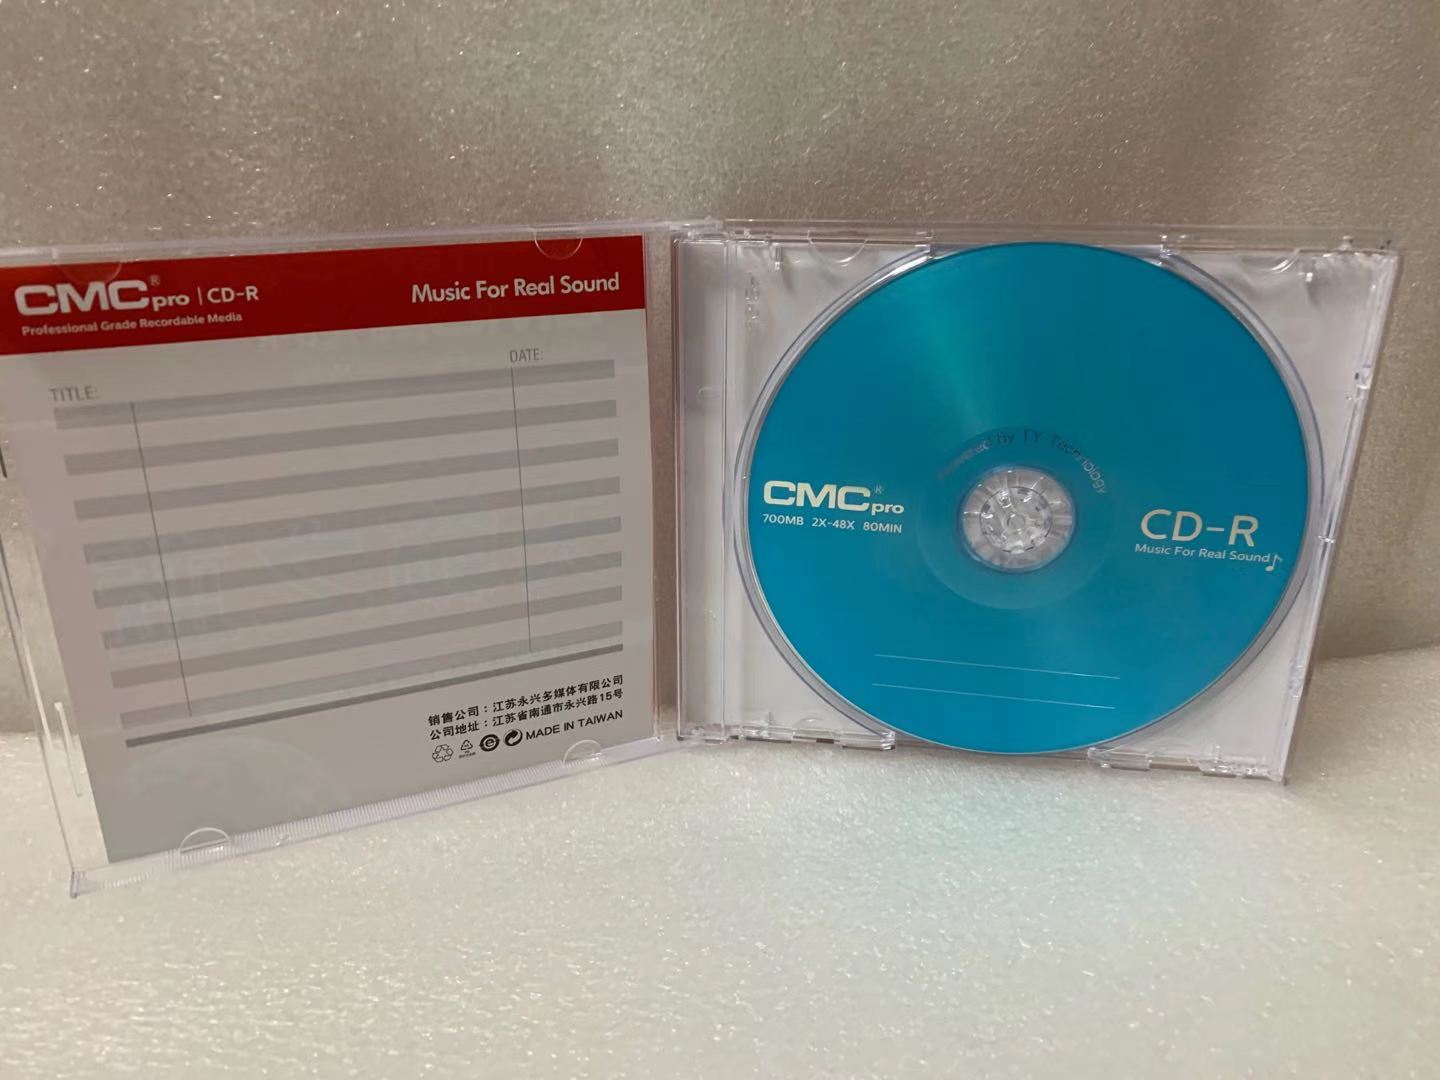 CMC® pro | CD-R
Professional Grade Recordable Media
Music For Real Sound
DATE:
TITLE:
销售公司：江苏永兴多媒体有限公司
公司地址：江苏省南通市永兴路15号
MADE IN TAIWAN
by TY Technology
CMC® pro
700MB 2X-48X 80MIN
CD-R
Music For Real Sound